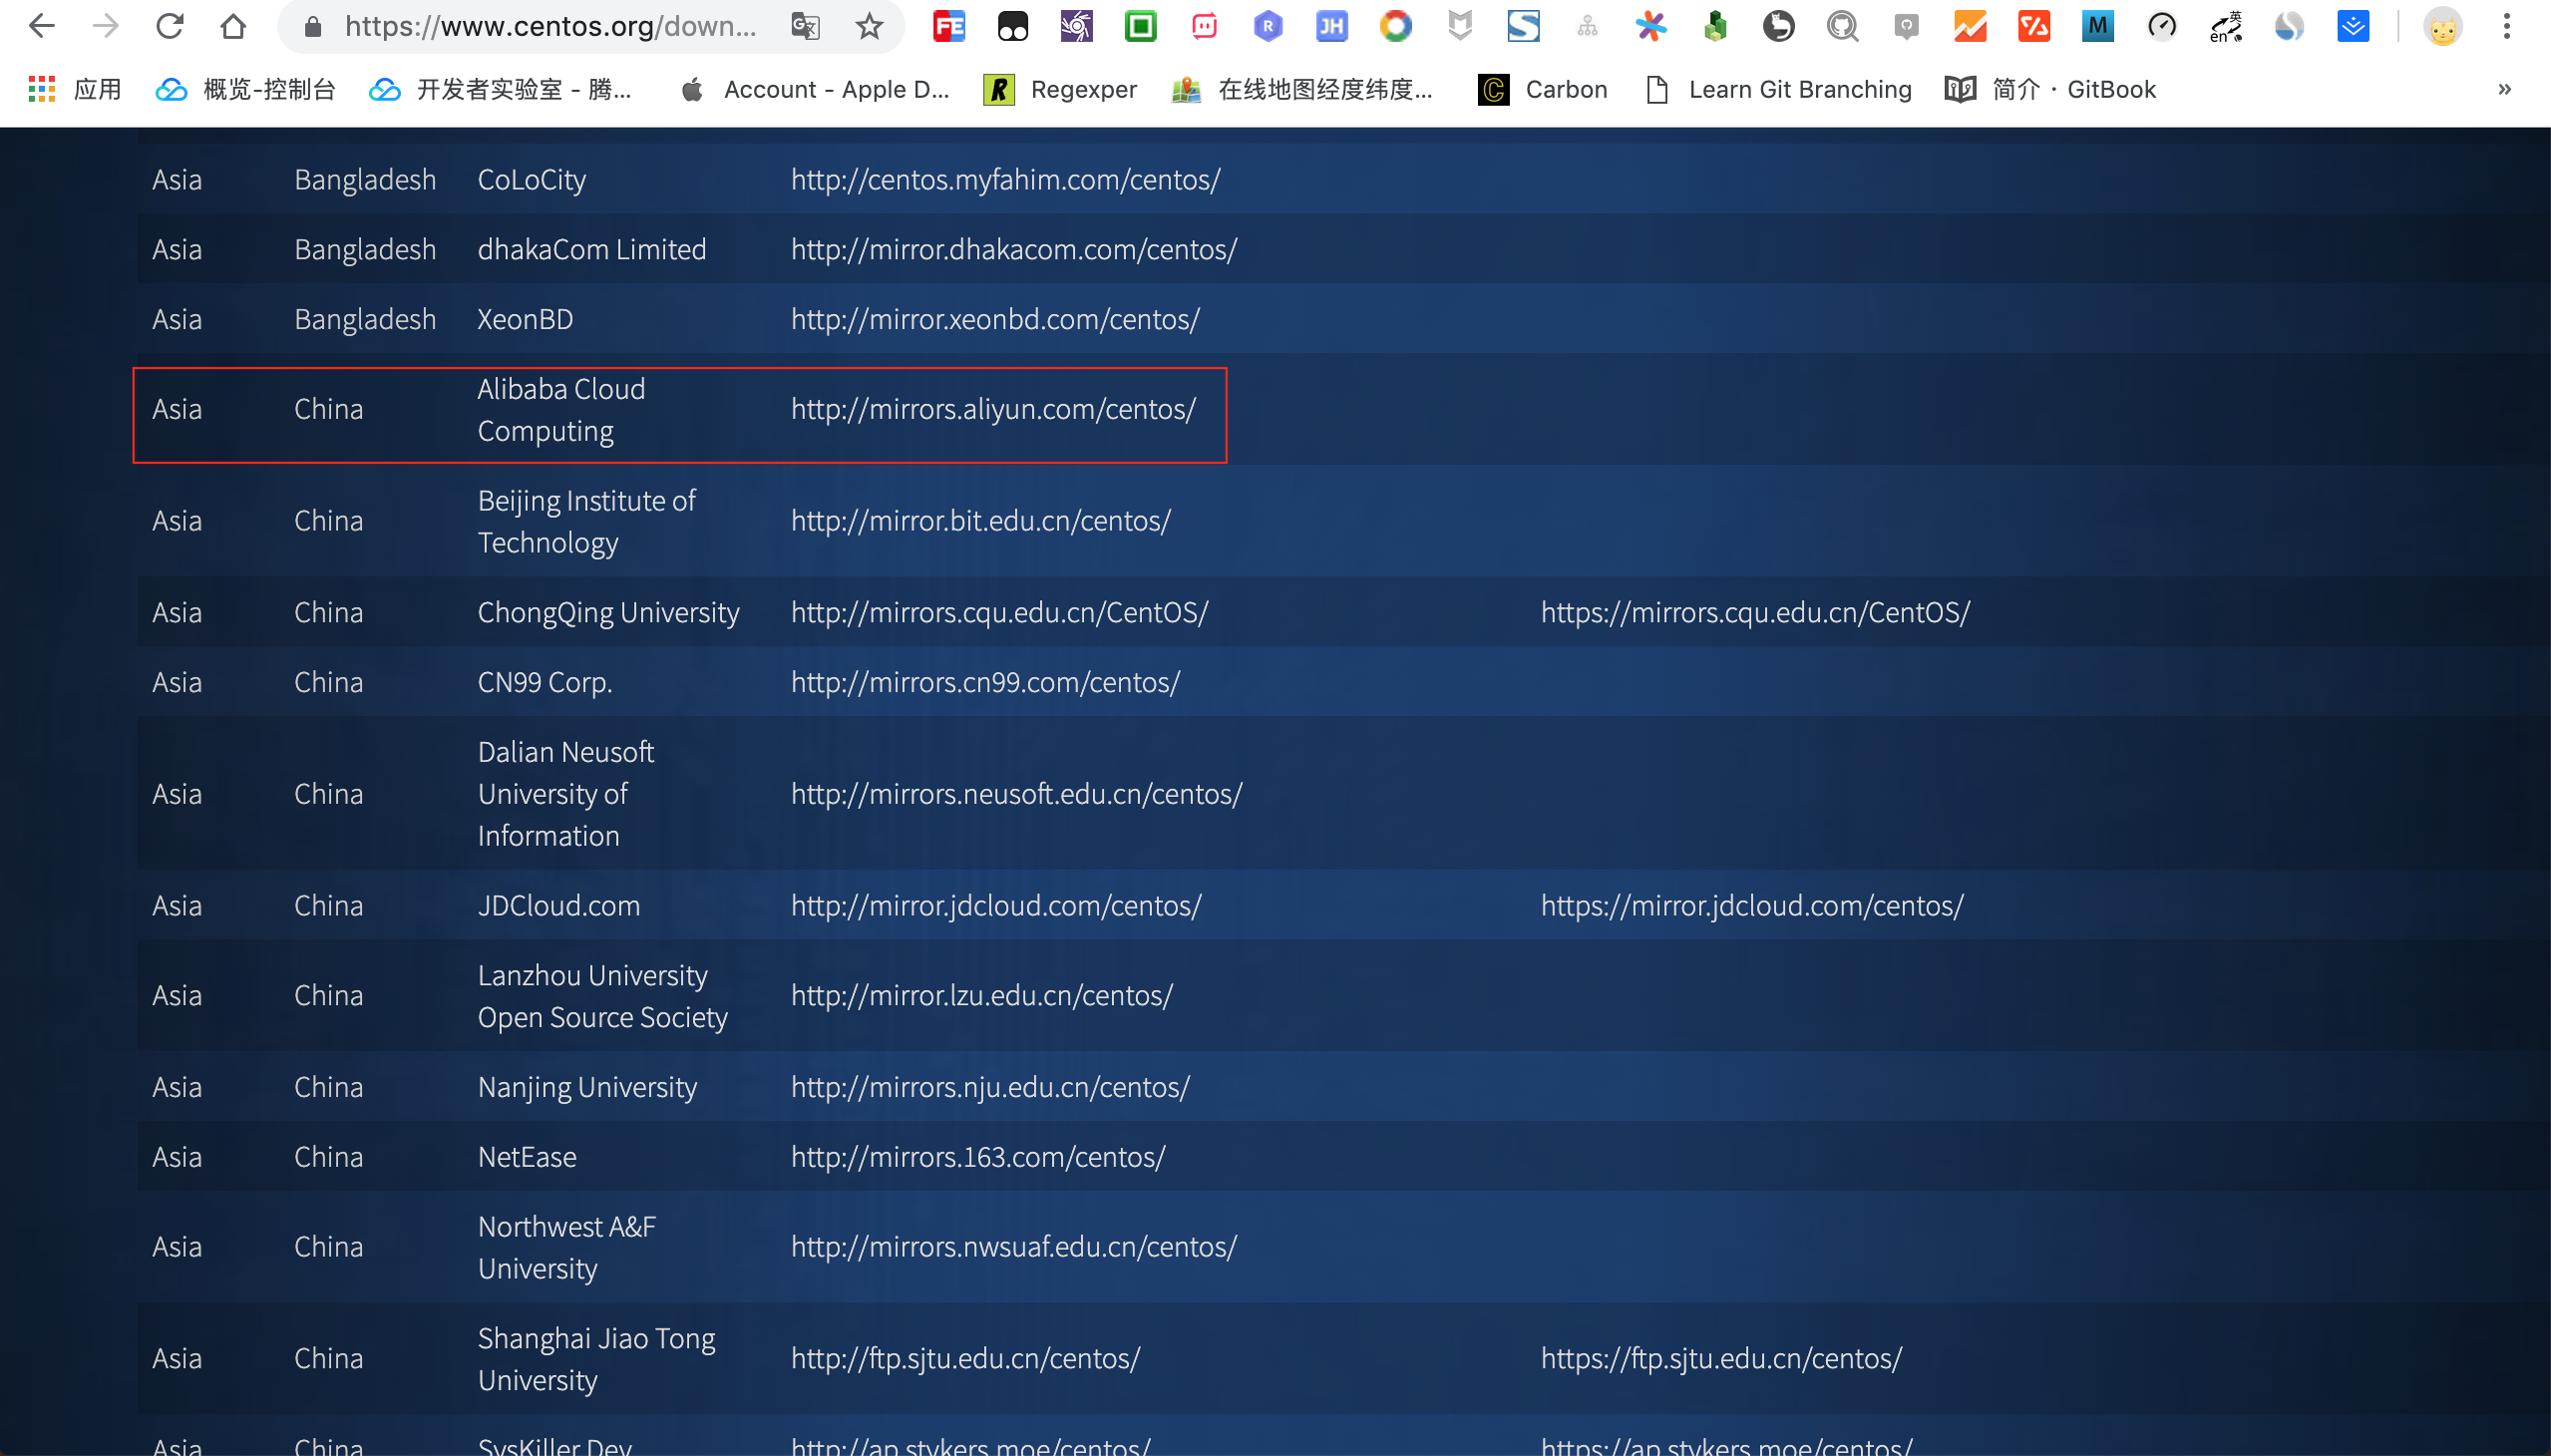 https://www.centos.org/down...
应用
概览-控制台
开发者实验室 - 腾...
Account - Apple D...
Regexper
在线地图经度纬度...
Carbon
Learn Git Branching
简介 · GitBook
»
Asia Bangladesh CoLoCity http://centos.myfahim.com/centos/
Asia Bangladesh dhakaCom Limited http://mirror.dhakacom.com/centos/
Asia Bangladesh XeonBD http://mirror.xeonbd.com/centos/
Asia China Alibaba Cloud
Computing http://mirrors.aliyun.com/centos/
Asia China Beijing Institute of
Technology http://mirror.bit.edu.cn/centos/
Asia China ChongQing University http://mirrors.cqu.edu.cn/CentOS/ https://mirrors.cqu.edu.cn/CentOS/
Asia China CN99 Corp. http://mirrors.cn99.com/centos/
Asia China Dalian Neusoft
University of
Information http://mirrors.neusoft.edu.cn/centos/
Asia China JDCloud.com http://mirror.jdcloud.com/centos/ https://mirror.jdcloud.com/centos/
Asia China Lanzhou University
Open Source Society http://mirror.lzu.edu.cn/centos/
Asia China Nanjing University http://mirrors.nju.edu.cn/centos/
Asia China NetEase http://mirrors.163.com/centos/
Asia China Northwest A&F
University http://mirrors.nwsuaf.edu.cn/centos/
Asia China Shanghai Jiao Tong
University http://ftp.sjtu.edu.cn/centos/ https://ftp.sjtu.edu.cn/centos/
Asia China SysKiller Dev http://ap.stykers.moe/centos/ https://ap.stykers.moe/centos/